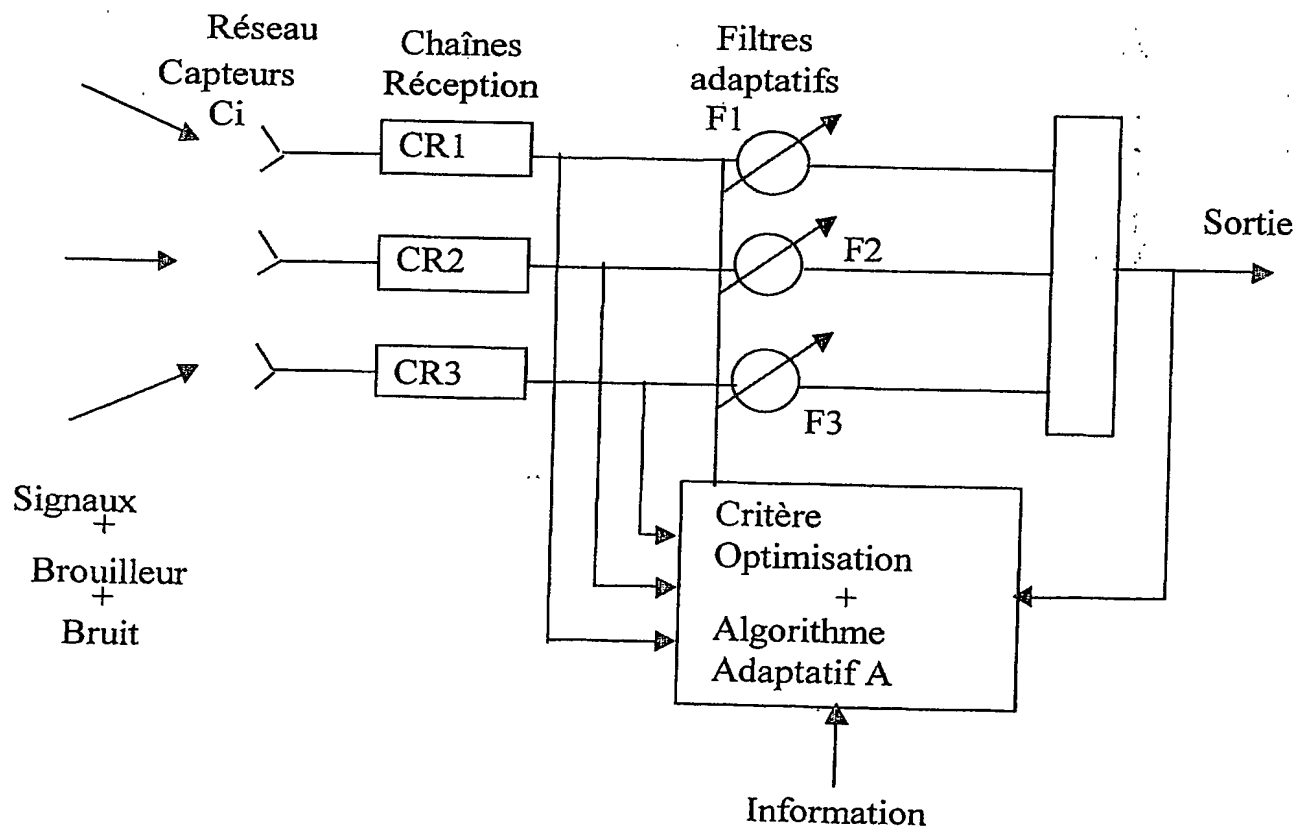 Réseau
Capteurs
Ci
Chaînes
Réception
Filtres
adaptatifs
F1
CR1
CR2
F2
CR3
F3
Sortie
Signaux
+
Brouilleur
+
Bruit
Critère
Optimisation
+
Algorithme
Adaptatif A
Information